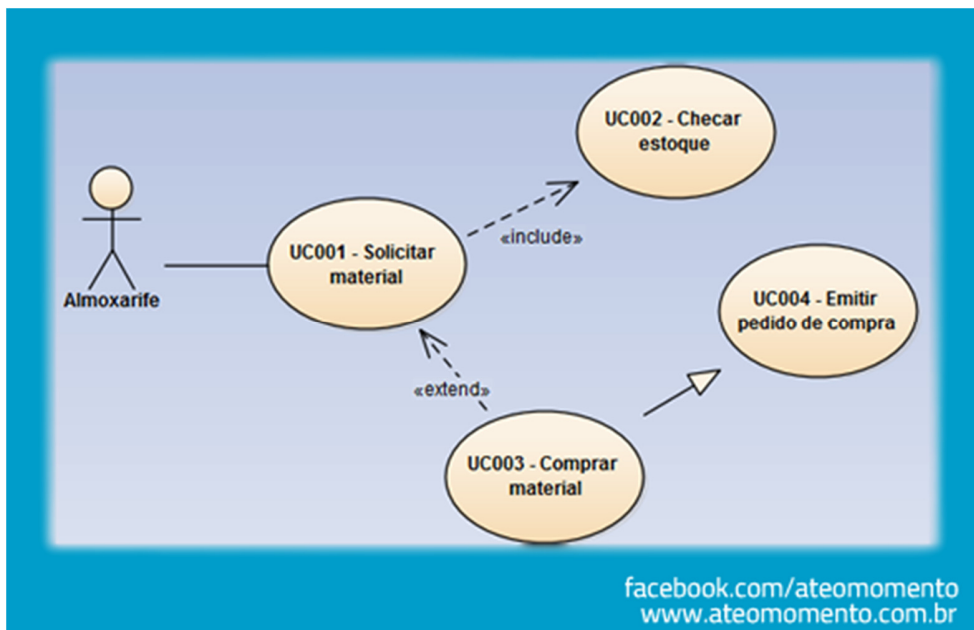 UC002 - Checar
estoque
«include»
UC001 - Solicitar
material
Almoxarife
UC004 - Emitir
pedido de compra
«extend»
UC003 - Comprar
material
facebook.com/ateomomento
www.ateomomento.com.br